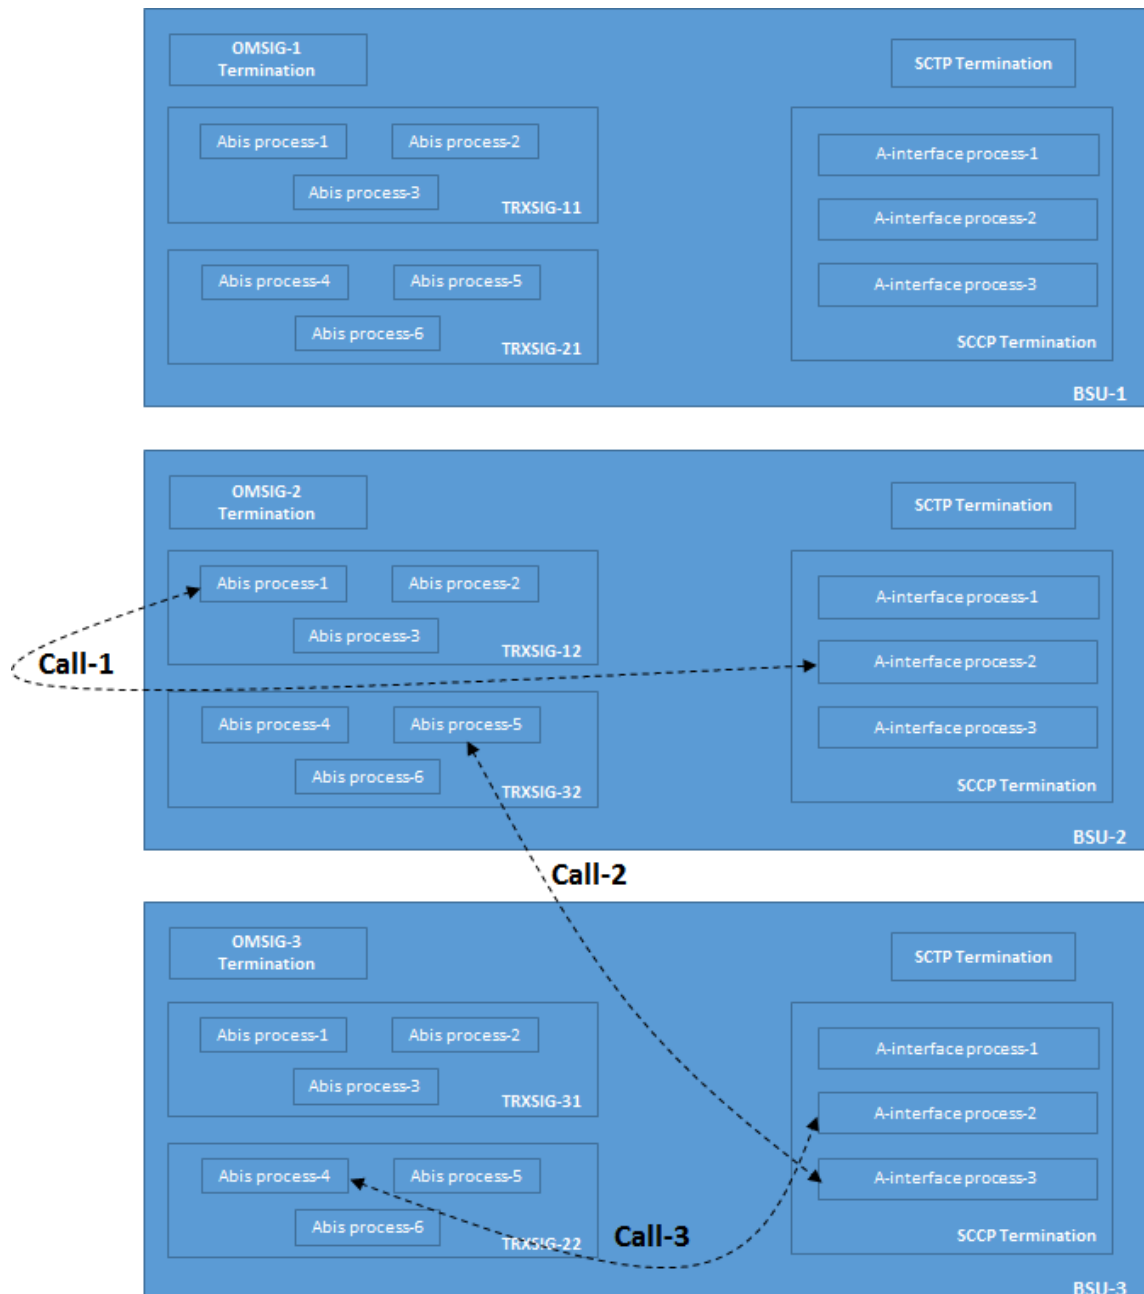 OMSIG-1
Termination
SCTP Termination
Abis process-1
Abis process-2
Abis process-3
TRXSIG-11
A-interface process-1
A-interface process-2
A-interface process-3
SCCP Termination
Abis process-4
Abis process-5
Abis process-6
TRXSIG-21
BSU-1
OMSIG-2
Termination
SCTP Termination
Abis process-1
Abis process-2
Abis process-3
TRXSIG-12
Call-1
A-interface process-1
A-interface process-2
A-interface process-3
SCCP Termination
Abis process-4
Abis process-5
Abis process-6
TRXSIG-32
BSU-2
Call-2
OMSIG-3
Termination
SCTP Termination
Abis process-1
Abis process-2
Abis process-3
TRXSIG-31
A-interface process-1
A-interface process-2
A-interface process-3
SCCP Termination
Abis process-4
Abis process-5
Abis process-6
TRXSIG-22
Call-3
BSU-3